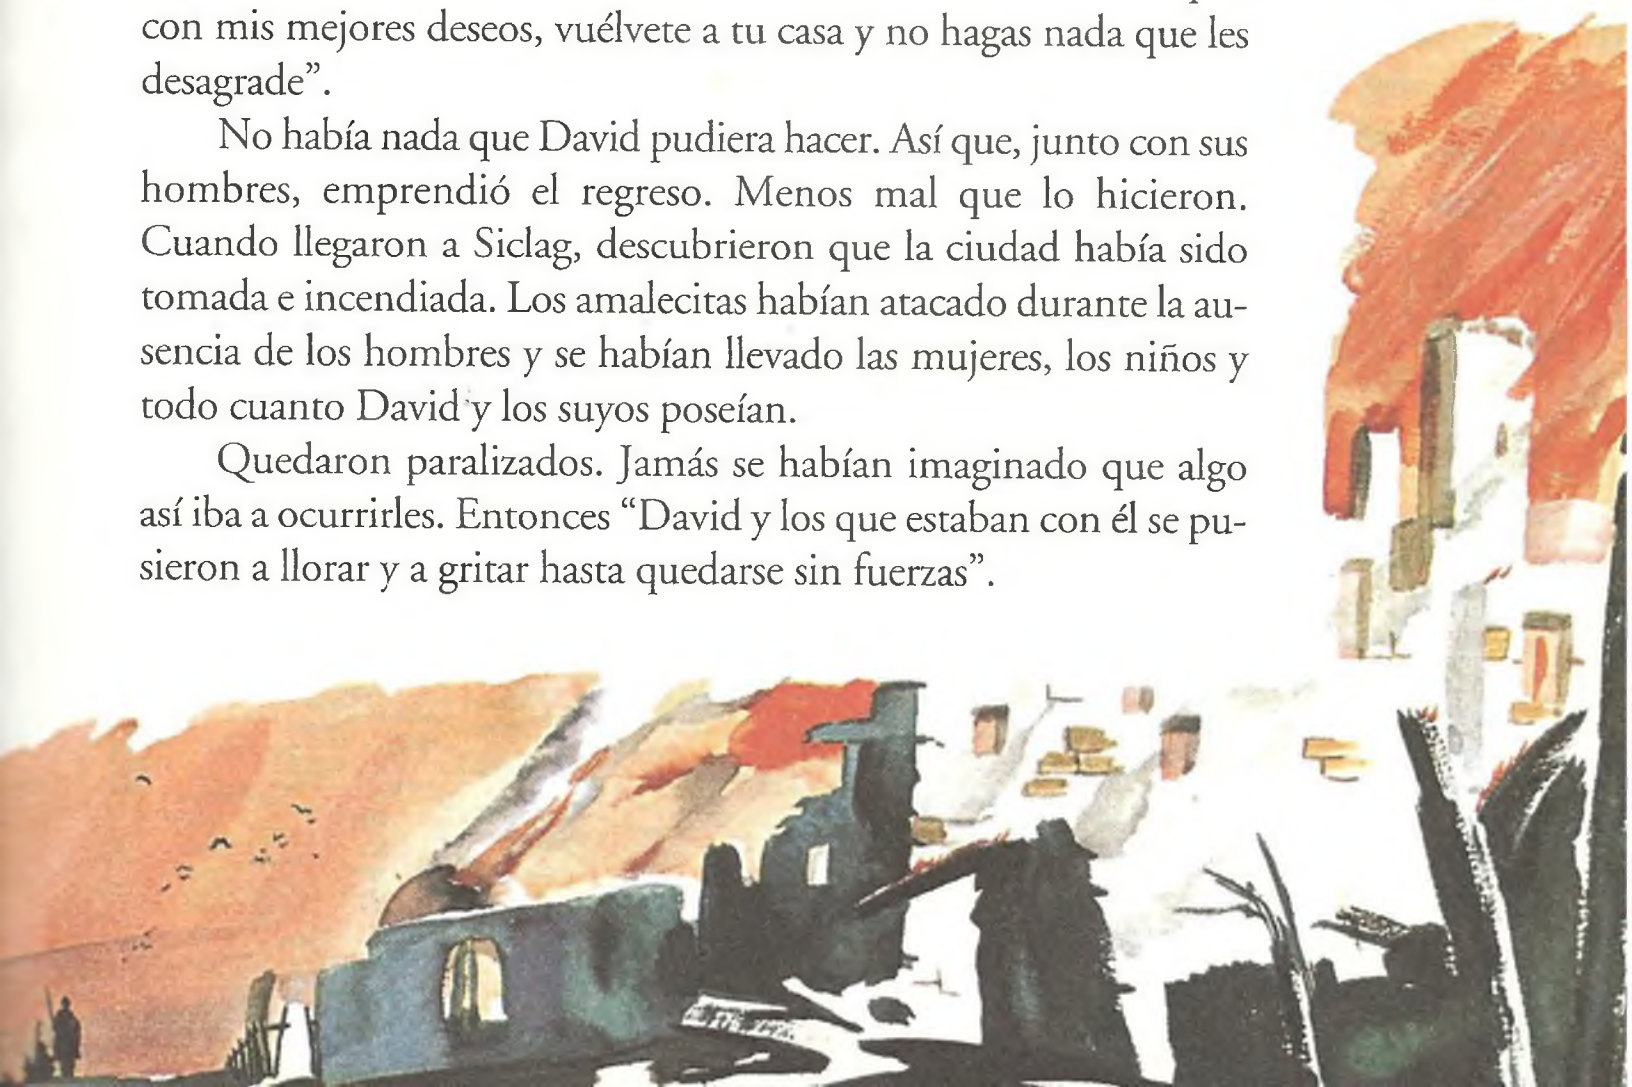 con mis mejores deseos, vuélvete a tu casa y no hagas nada que les
desagrade”.
No había nada que David pudiera hacer. Así que, junto con sus
hombres, emprendió el regreso. Menos mal que lo hicieron.
Cuando llegaron a Siclag, descubrieron que la ciudad había sido
tomada e incendiada. Los amalecitas habían atacado durante la au-
sencia de los hombres y se habían llevado las mujeres, los niños y
todo cuanto David y los suyos poseían.
Quedaron paralizados. Jamás se habían imaginado que algo
así iba a ocurrirles. Entonces “David y los que estaban con él se pu-
sieron a llorar y a gritar hasta quedarse sin fuerzas”.